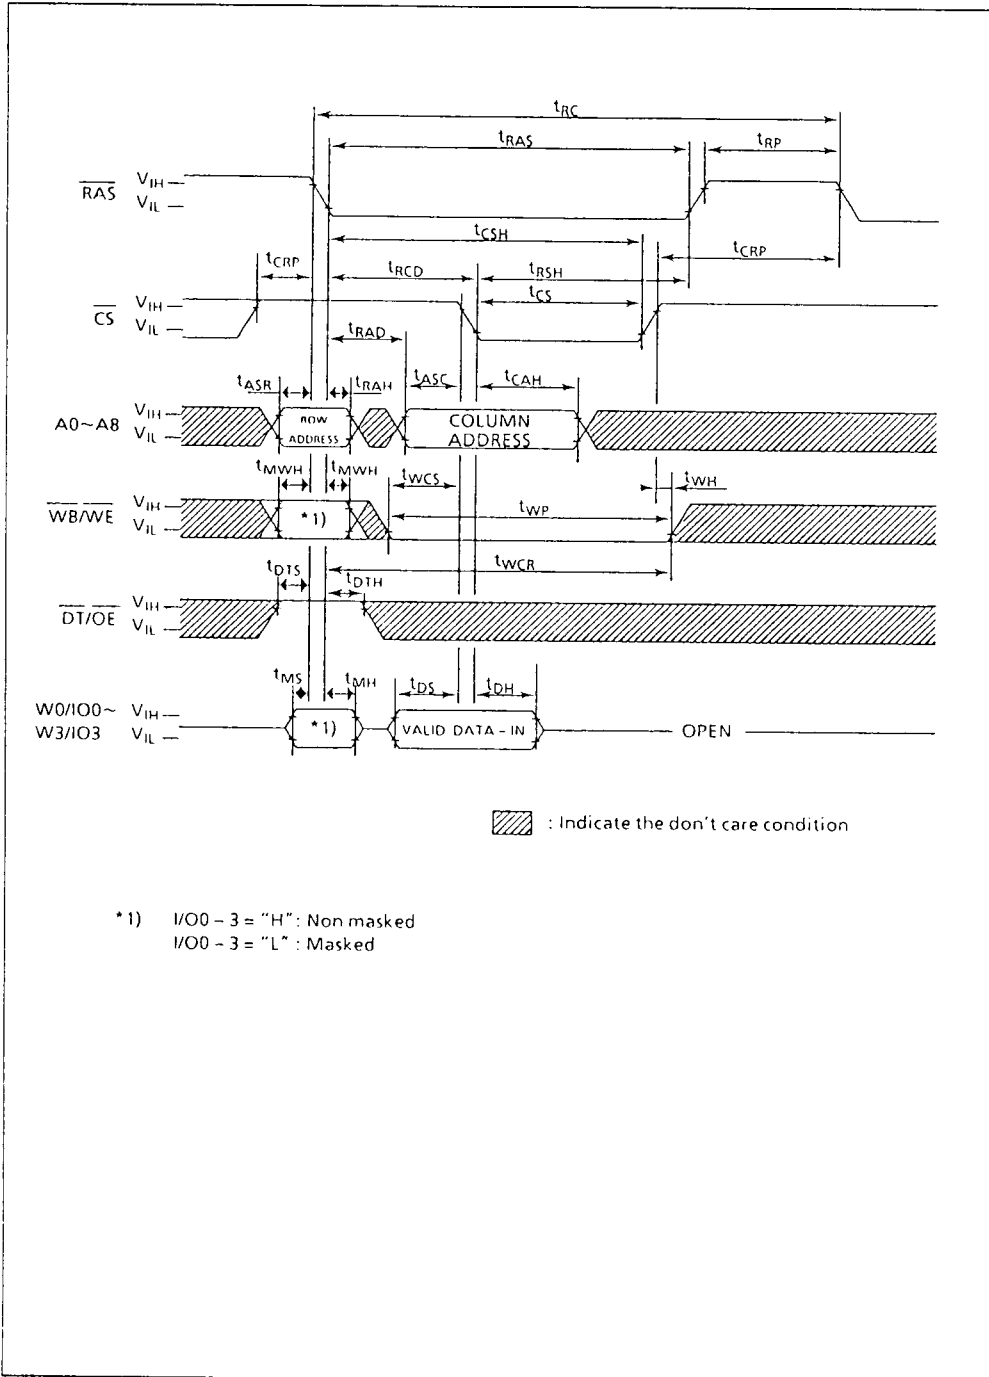 tRC
tRAS
tRP
RAS VIH
VIL
tCSH
tCRP
tRCD
tRSH
tCRP
CS VIH
VIL
tCS
tRAD
tASR
tRAH
tASC
tCAH
A0~A8 VIH
VIL
ROW
ADDRESS
COLUMN
ADDRESS
tMWH
tMWH
tWCS
tWH
WB/WE VIH
VIL
*1)
tWP
tWCR
tDTS
tDTH
DT/OE VIH
VIL
tMS
tMH
tDS
tDH
W0/IO0~ VIH
W3/IO3 VIL
*1)
VALID DATA-IN
OPEN
: Indicate the don't care condition
*1) I/O0 – 3 = "H" : Non masked
I/O0 – 3 = "L" : Masked